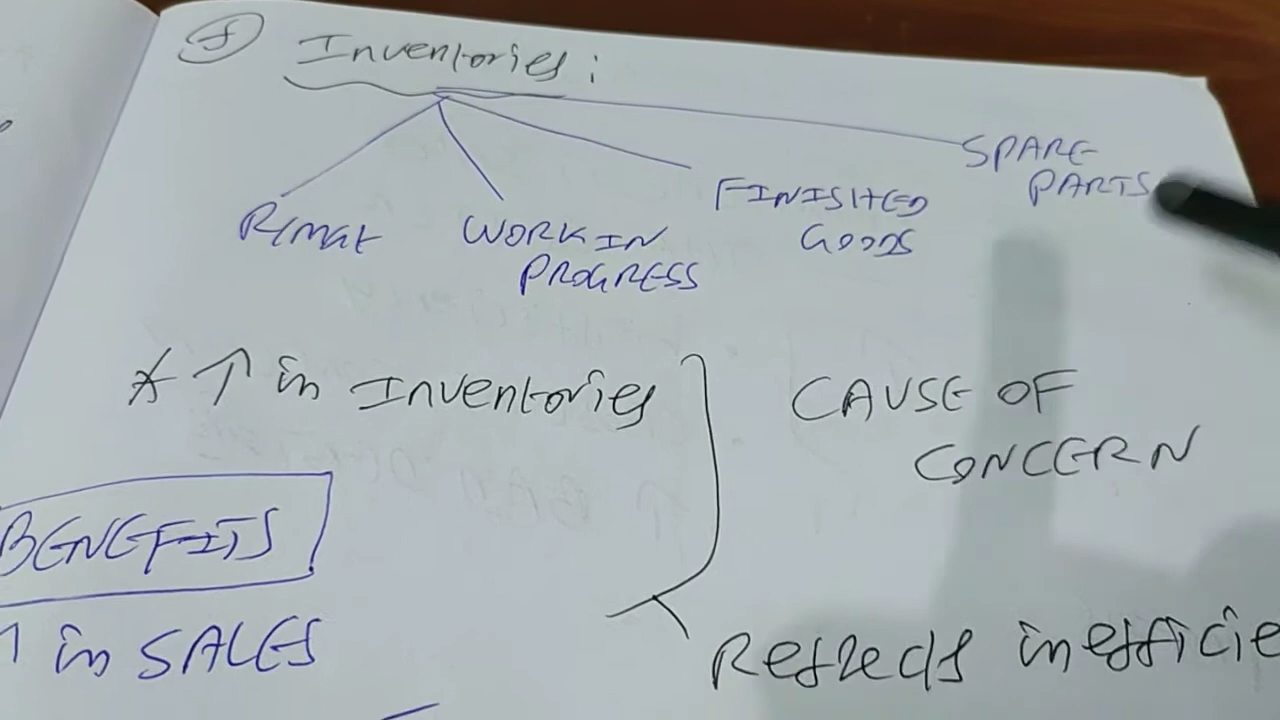 f Inventories:
R/mat
WORK IN
PROGRESS
FINISHED
GOODS
SPARE
PARTS
* ↑ in Inventories
CAUSE OF
CONCERN
BENEFITS
↑ in SALES
Reflects inefficie